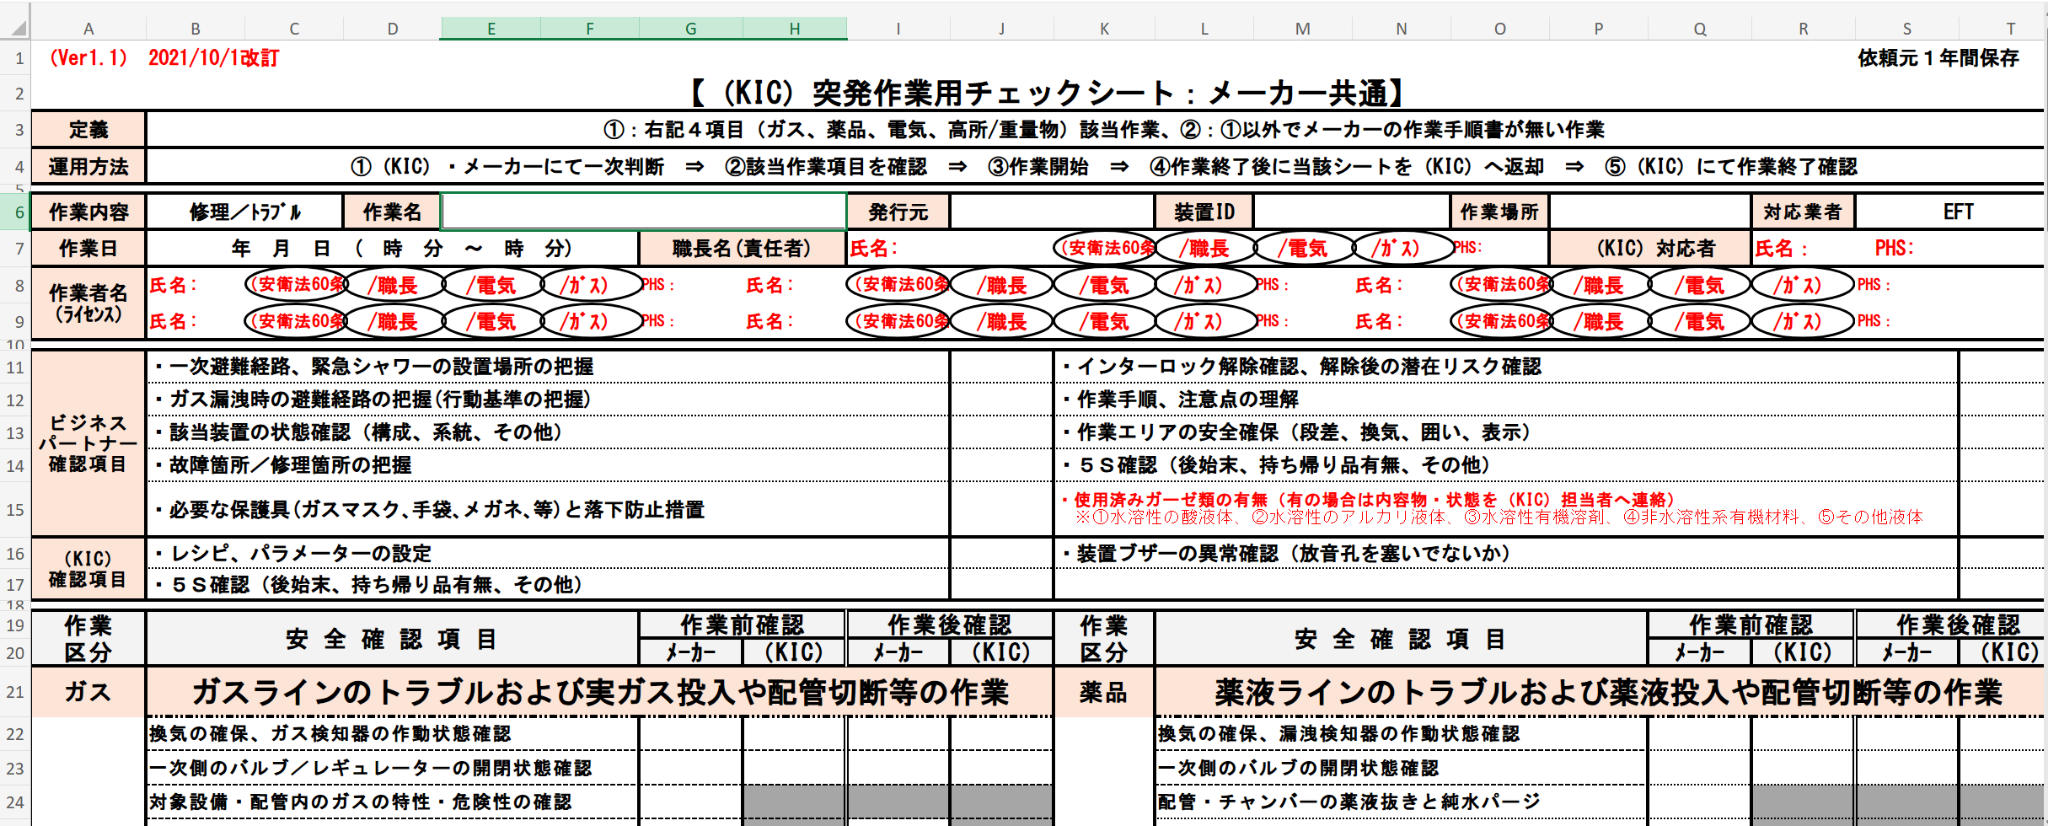 A B C D E F G H I J K L M N O P Q R S T
1 (Ver1.1) 2021/10/1改訂 依頼元１年間保存
2 【（KIC）突発作業用チェックシート：メーカー共通】
3 定義 ①：右記４項目（ガス、薬品、電気、高所/重量物）該当作業、②：①以外でメーカーの作業手順書が無い作業
4 運用方法 ①（KIC）・メーカーにて一次判断 ⇒ ②該当作業項目を確認 ⇒ ③作業開始 ⇒ ④作業終了後に当該シートを（KIC）へ返却 ⇒ ⑤（KIC）にて作業終了確認
5
6 作業内容 修理／ﾄﾗﾌﾞﾙ 作業名 発行元 装置ID 作業場所 対応業者 EFT
7 作業日 年 月 日 ( 時 分 ～ 時 分) 職長名(責任者) 氏名: (安衛法60条 /職長 /電気 /ｶﾞｽ) PHS: （KIC）対応者 氏名： PHS:
8 作業者名 氏名: (安衛法60条 /職長 /電気 /ｶﾞｽ) PHS： 氏名: (安衛法60条 /職長 /電気 /ｶﾞｽ) PHS： 氏名: (安衛法60条 /職長 /電気 /ｶﾞｽ) PHS：
9 (ﾗｲｾﾝｽ) 氏名: (安衛法60条 /職長 /電気 /ｶﾞｽ) PHS： 氏名: (安衛法60条 /職長 /電気 /ｶﾞｽ) PHS： 氏名: (安衛法60条 /職長 /電気 /ｶﾞｽ) PHS：
10
ビジネス
パートナー
確認項目
11 ・一次避難経路、緊急シャワーの設置場所の把握 ・インターロック解除確認、解除後の潜在リスク確認
12 ・ガス漏洩時の避難経路の把握(行動基準の把握) ・作業手順、注意点の理解
13 ・該当装置の状態確認（構成、系統、その他） ・作業エリアの安全確保（段差、換気、囲い、表示）
14 ・故障箇所／修理箇所の把握 ・５Ｓ確認（後始末、持ち帰り品有無、その他）
15 ・必要な保護具(ガスマスク、手袋、メガネ、等)と落下防止措置 ・使用済みガーゼ類の有無（有の場合は内容物・状態を（KIC）担当者へ連絡）
※①水溶性の酸液体、②水溶性のアルカリ液体、③水溶性有機溶剤、④非水溶性系有機材料、⑤その他液体
（KIC）
確認項目
16 ・レシピ、パラメーターの設定 ・装置ブザーの異常確認（放音孔を塞いでないか）
17 ・５Ｓ確認（後始末、持ち帰り品有無、その他）
18
19 作業 安全確認項目 作業前確認 作業後確認 作業 安全確認項目 作業前確認 作業後確認
20 区分 ﾒｰｶｰ （KIC） ﾒｰｶｰ （KIC） 区分 ﾒｰｶｰ （KIC） ﾒｰｶｰ （KIC）
21 ガス ガスラインのトラブルおよび実ガス投入や配管切断等の作業 薬品 薬液ラインのトラブルおよび薬液投入や配管切断等の作業
22 換気の確保、ガス検知器の作動状態確認 換気の確保、漏洩検知器の作動状態確認
23 一次側のバルブ／レギュレーターの開閉状態確認 一次側のバルブの開閉状態確認
24 対象設備・配管内のガスの特性・危険性の確認 配管・チャンバーの薬液抜きと純水パージ